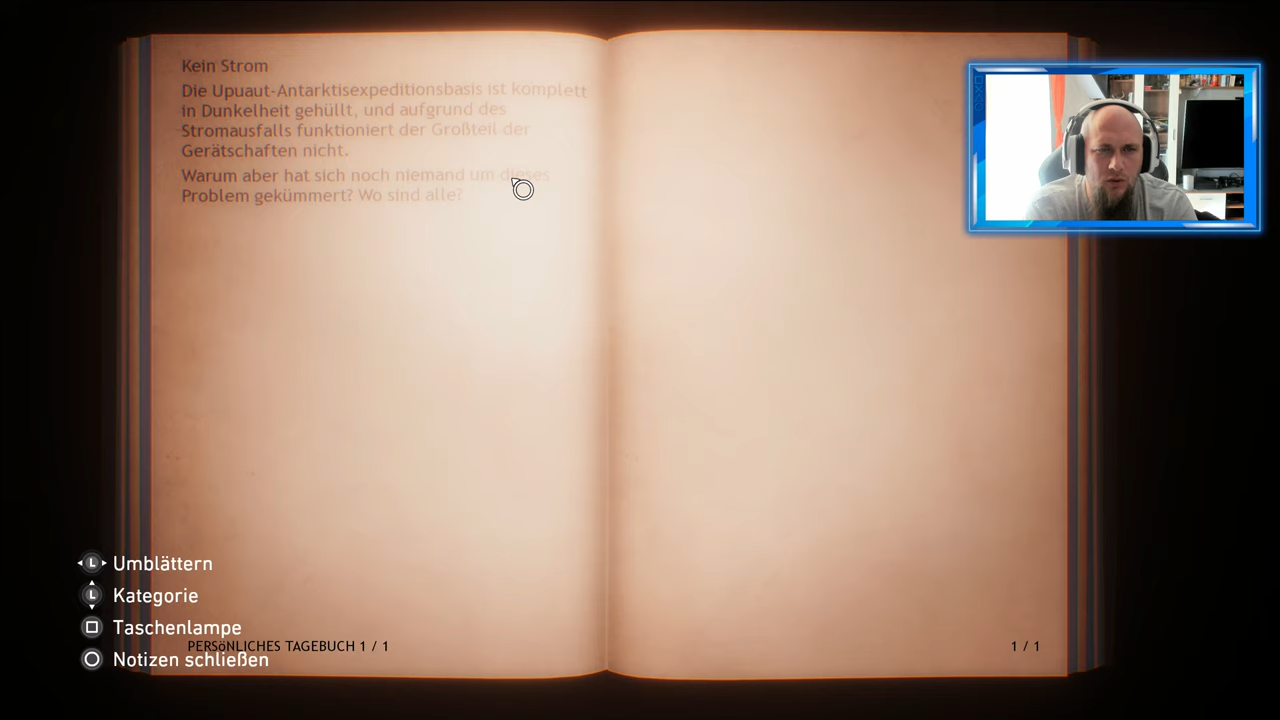 Kein Strom
Die Upuaut-Antarktisexpeditionsbasis ist komplett
in Dunkelheit gehüllt, und aufgrund des
Stromausfalls funktioniert der Großteil der
Gerätschaften nicht.
Warum aber hat sich noch niemand um dieses
Problem gekümmert? Wo sind alle?
L Umblättern
L Kategorie
Taschenlampe
PERSöNLICHES TAGEBUCH 1 / 1
1 / 1
Notizen schließen